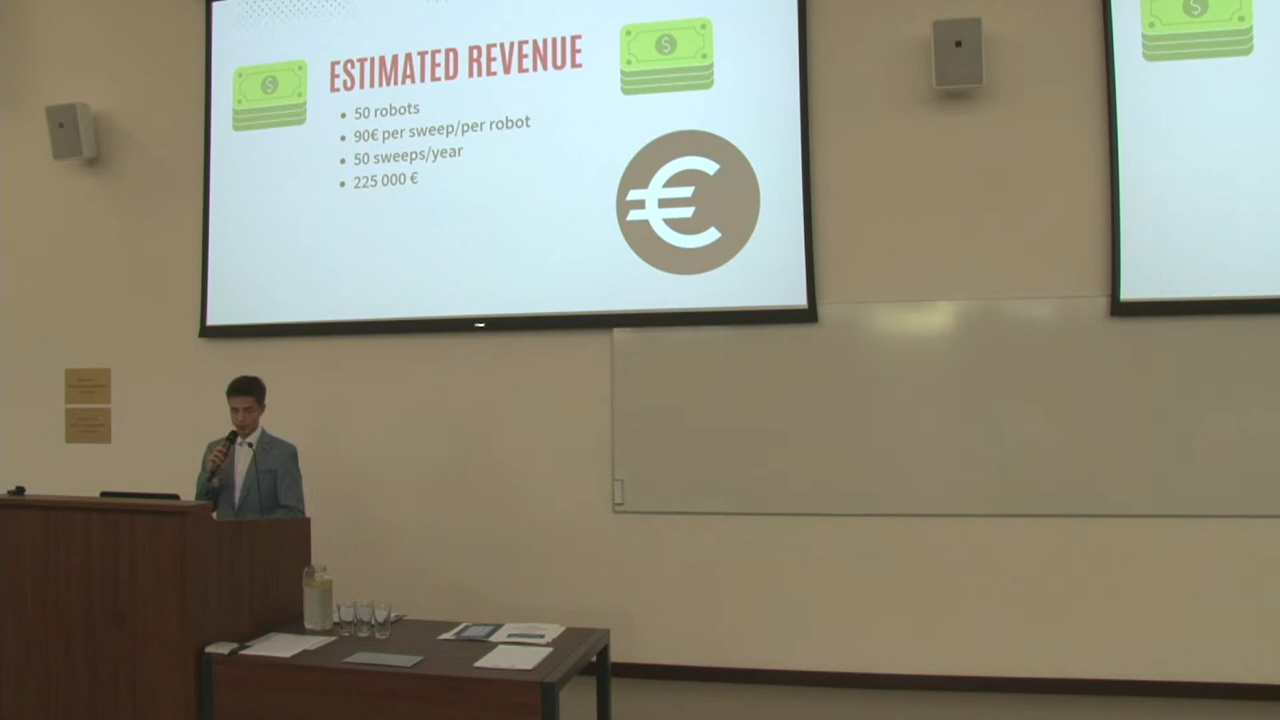 ESTIMATED REVENUE
50 robots
90€ per sweep/per robot
50 sweeps/year
225 000 €